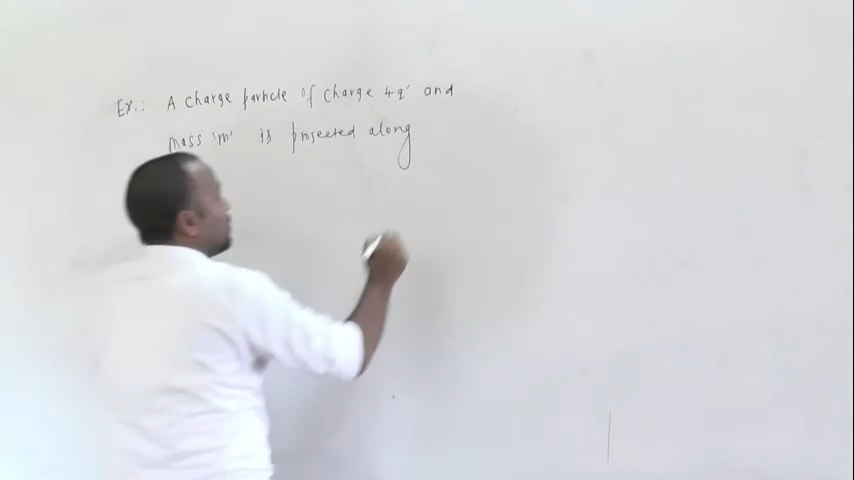 Ex.: A charge particle of charge +q' and
mass 'm' is projected along